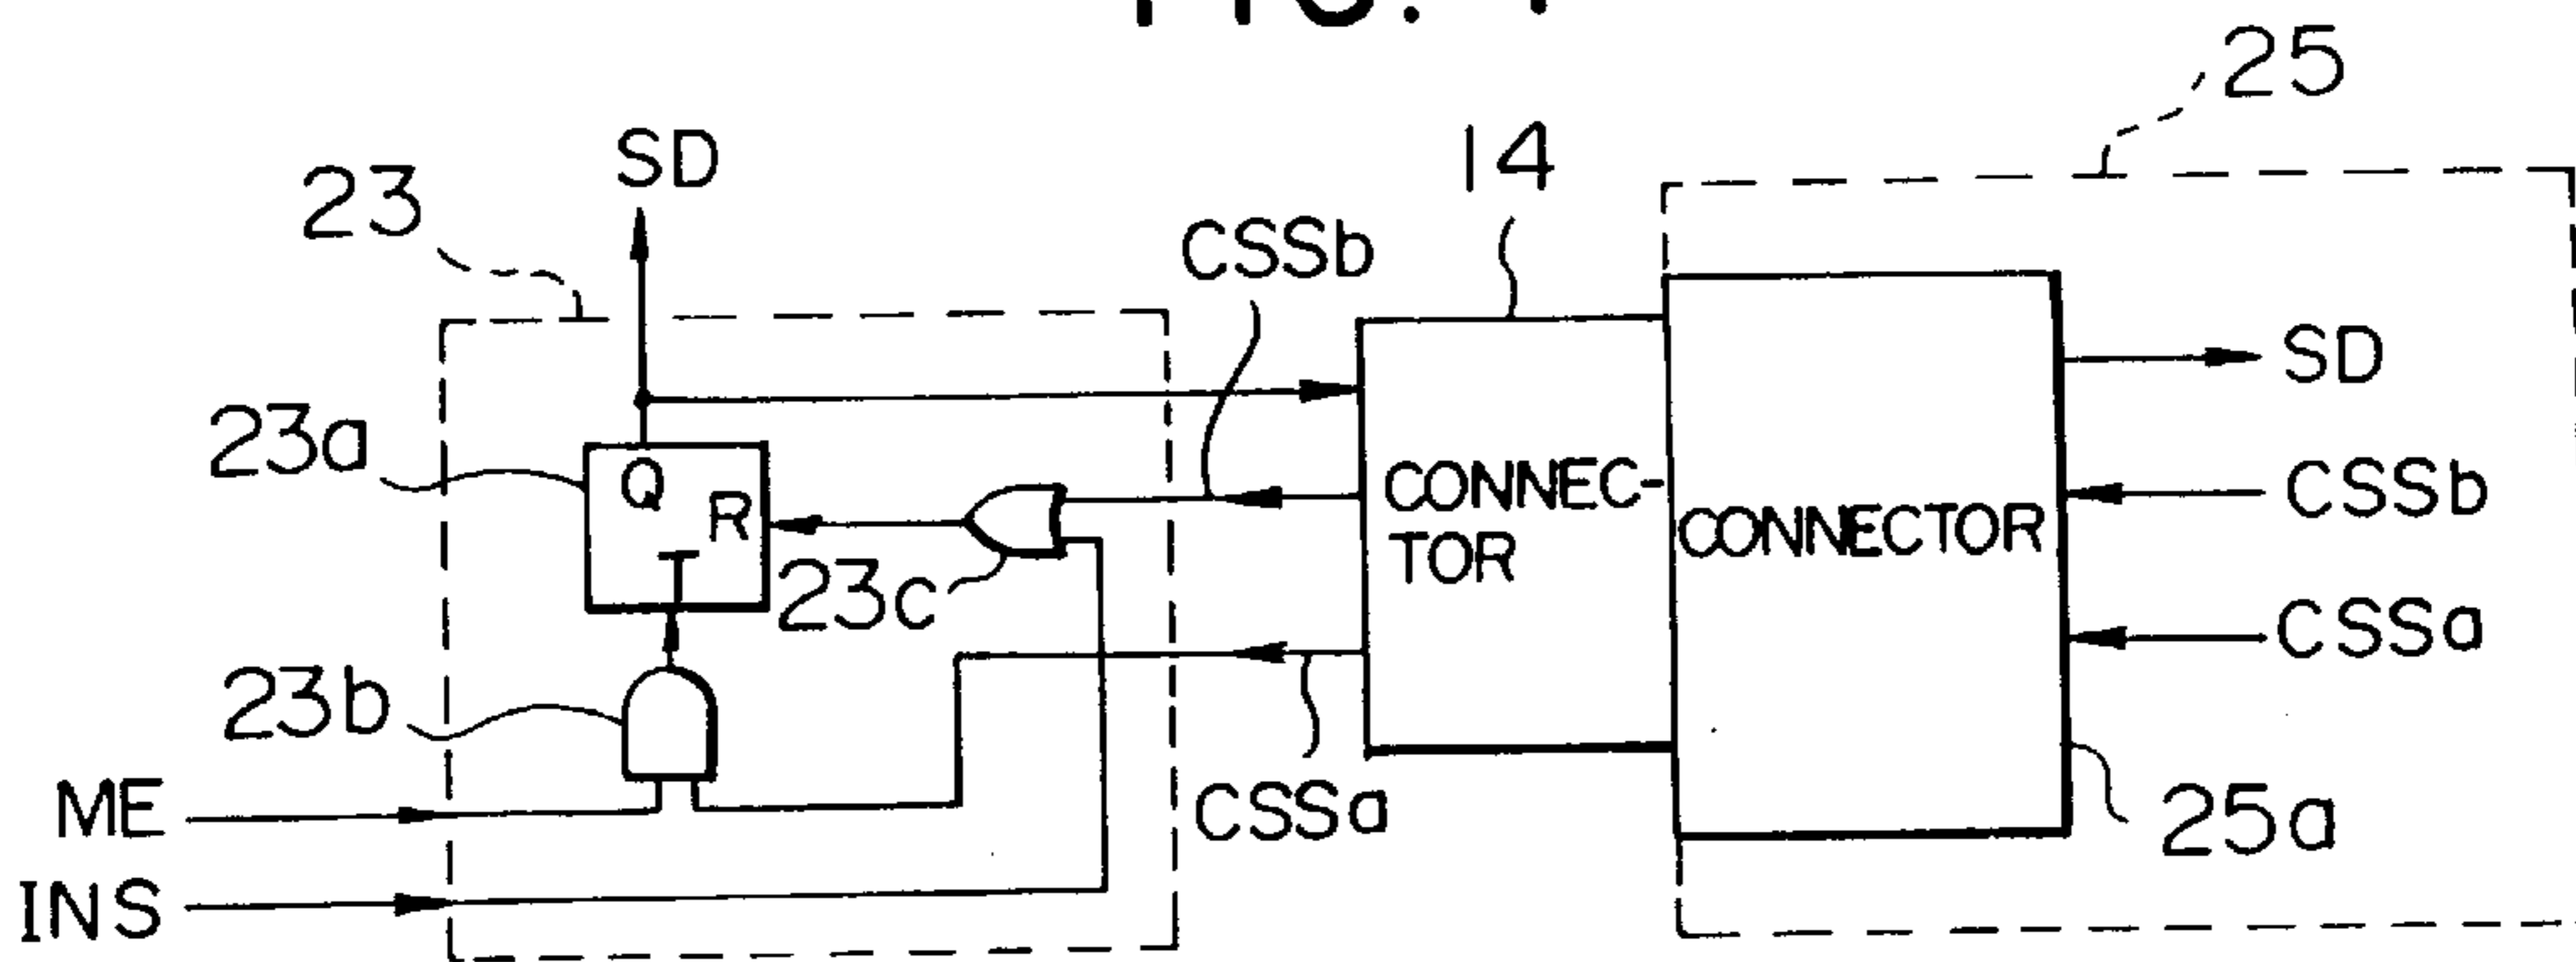 25
SD
14
23
CSSb
SD
23a
Q
CONNEC-
CSSb
R
CONNECTOR
T
TOR
23c
CSSa
23b
ME
CSSa
25a
INS